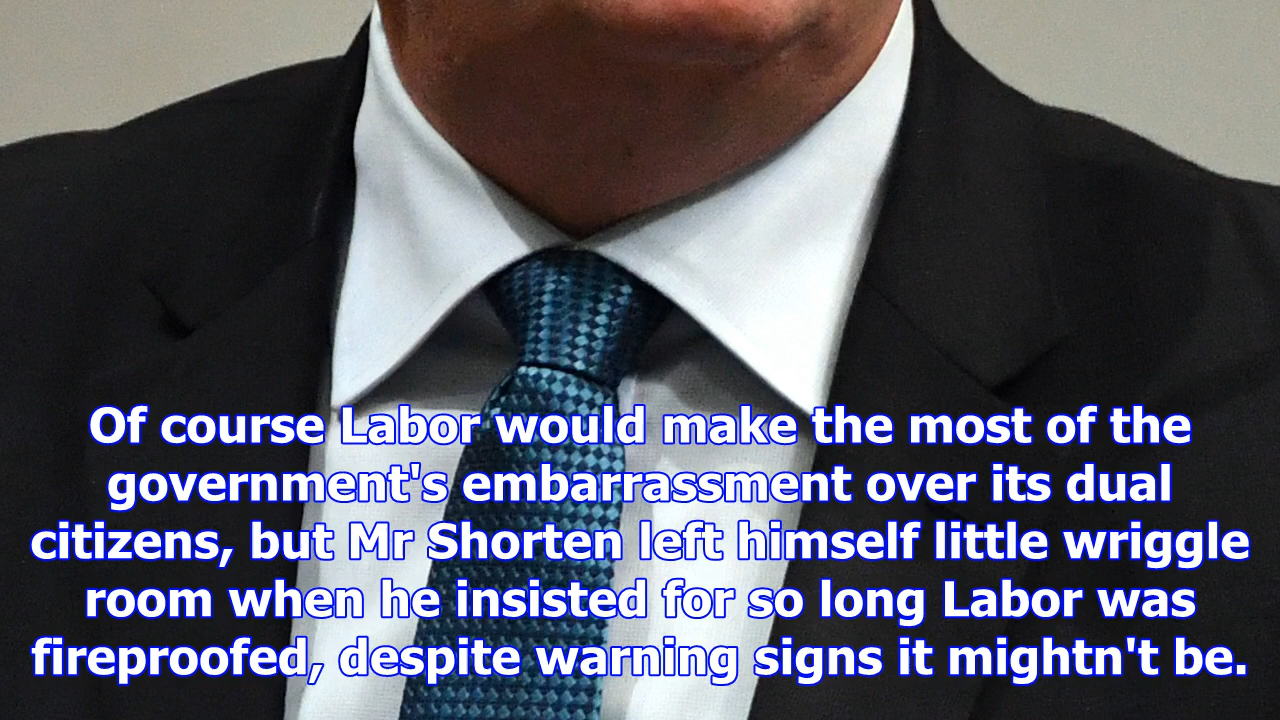 Of course Labor would make the most of the
government's embarrassment over its dual
citizens, but Mr Shorten left himself little wriggle
room when he insisted for so long Labor was
fireproofed, despite warning signs it mightn't be.